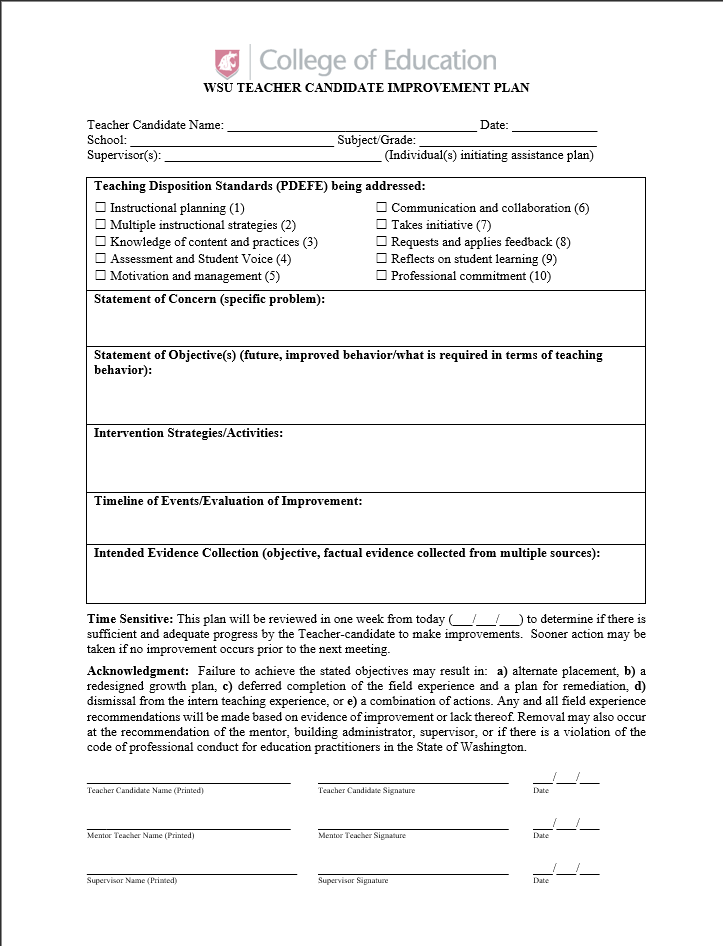 College of Education
WSU TEACHER CANDIDATE IMPROVEMENT PLAN
Teacher Candidate Name: ______________________________________ Date: _____________
School: _______________________________ Subject/Grade: ___________________________
Supervisor(s): _________________________________ (Individual(s) initiating assistance plan)
Teaching Disposition Standards (PDEFE) being addressed:
☐ Instructional planning (1) ☐ Communication and collaboration (6)
☐ Multiple instructional strategies (2) ☐ Takes initiative (7)
☐ Knowledge of content and practices (3) ☐ Requests and applies feedback (8)
☐ Assessment and Student Voice (4) ☐ Reflects on student learning (9)
☐ Motivation and management (5) ☐ Professional commitment (10)
Statement of Concern (specific problem):
Statement of Objective(s) (future, improved behavior/what is required in terms of teaching
behavior):
Intervention Strategies/Activities:
Timeline of Events/Evaluation of Improvement:
Intended Evidence Collection (objective, factual evidence collected from multiple sources):
Time Sensitive: This plan will be reviewed in one week from today (___/___/___) to determine if there is
sufficient and adequate progress by the Teacher-candidate to make improvements. Sooner action may be
taken if no improvement occurs prior to the next meeting.
Acknowledgment: Failure to achieve the stated objectives may result in: a) alternate placement, b) a
redesigned growth plan, c) deferred completion of the field experience and a plan for remediation, d)
dismissal from the intern teaching experience, or e) a combination of actions. Any and all field experience
recommendations will be made based on evidence of improvement or lack thereof. Removal may also occur
at the recommendation of the mentor, building administrator, supervisor, or if there is a violation of the
code of professional conduct for education practitioners in the State of Washington.
___/___/___
Teacher Candidate Name (Printed) Teacher Candidate Signature Date
___/___/___
Mentor Teacher Name (Printed) Mentor Teacher Signature Date
___/___/___
Supervisor Name (Printed) Supervisor Signature Date